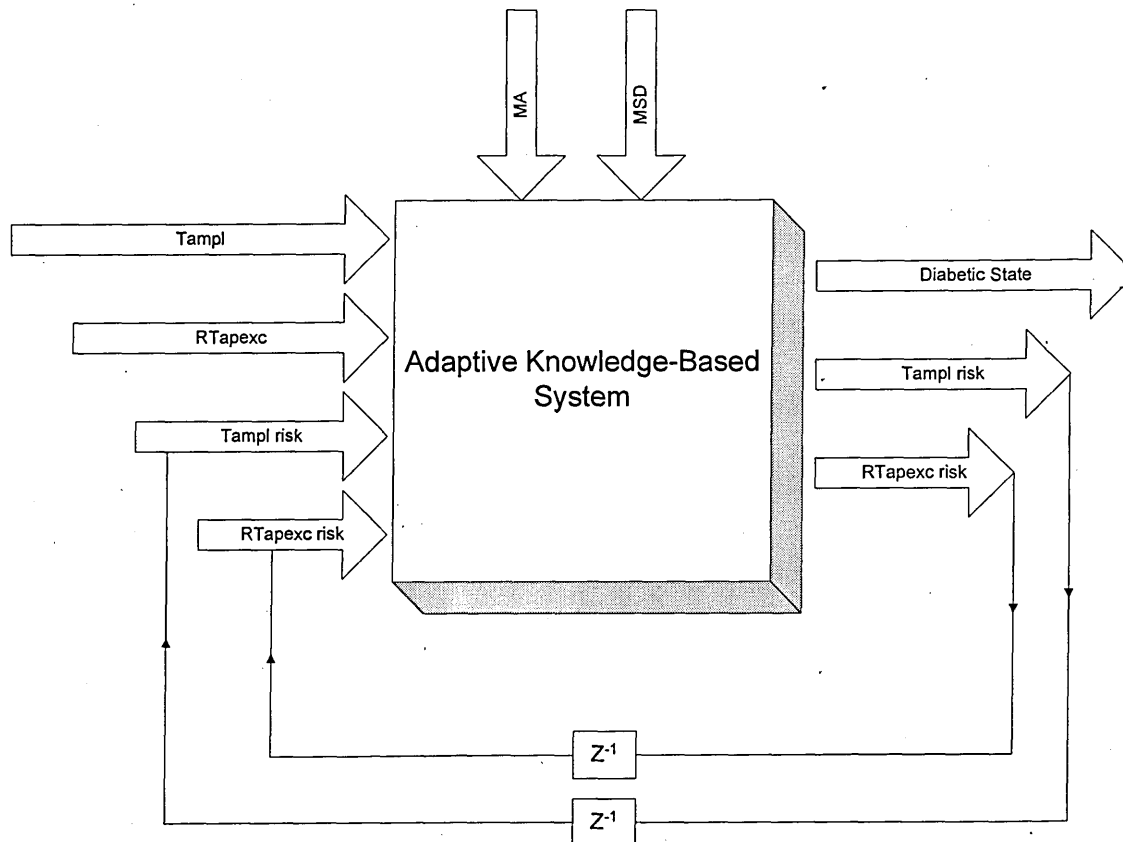 MA
MSD
Tampl
RTapexc
Tampl risk
RTapexc risk
Adaptive Knowledge-Based
System
Diabetic State
Tampl risk
RTapexc risk
Z⁻¹
Z⁻¹